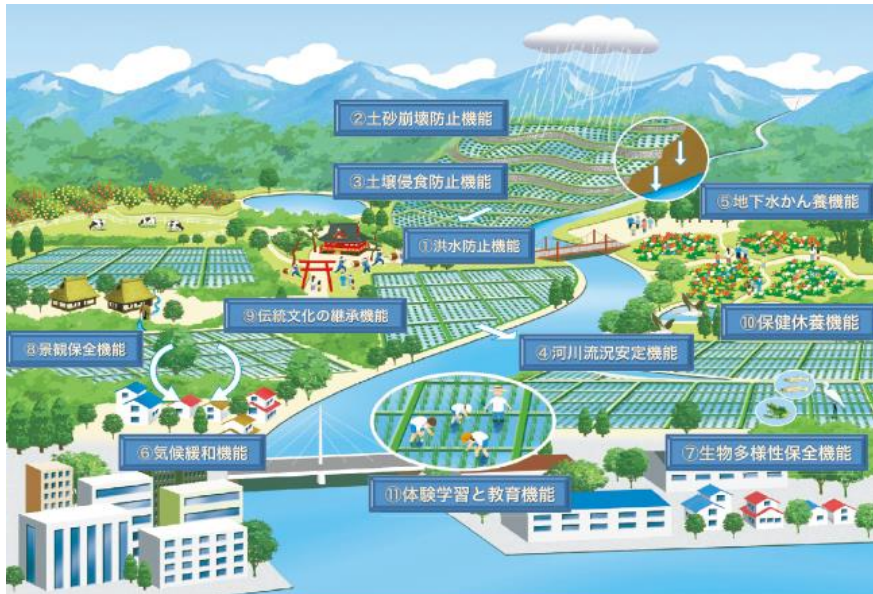 ②土砂崩壊防止機能
③土壌侵食防止機能
⑤地下水かん養機能
①洪水防止機能
⑨伝統文化の継承機能
⑩保健休養機能
⑧景観保全機能
④河川流況安定機能
⑥気候緩和機能
⑦生物多様性保全機能
⑪体験学習と教育機能